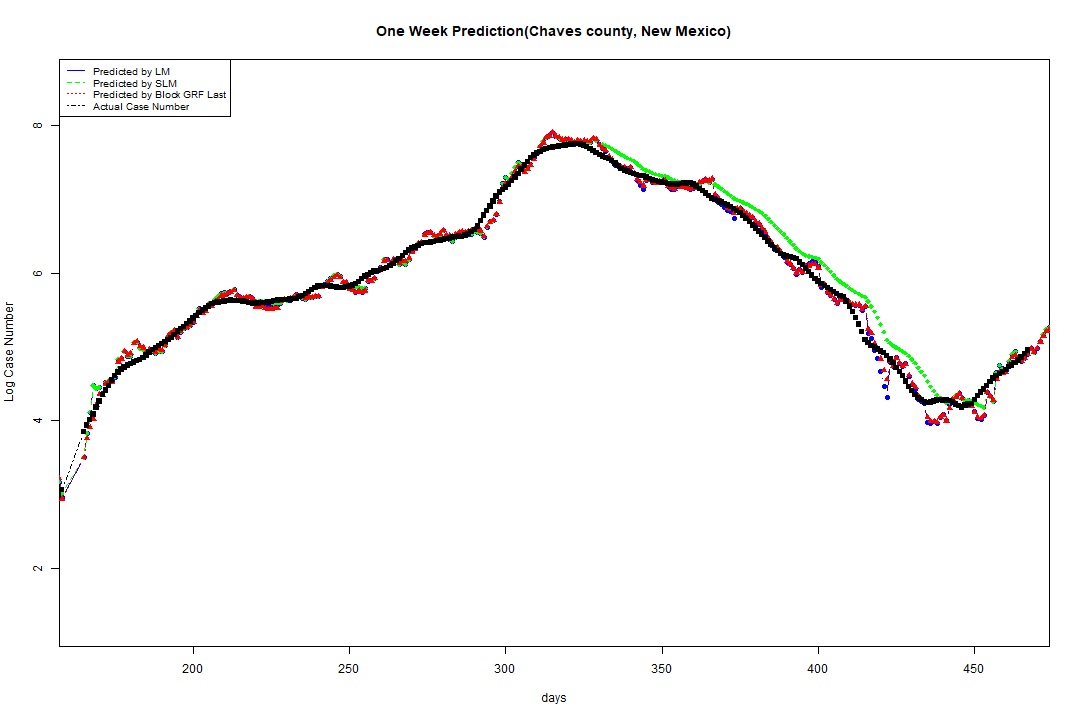 One Week Prediction(Chaves county, New Mexico)
Predicted by LM
Predicted by SLM
Predicted by Block GRF Last
Actual Case Number
8
6
4
2
Log Case Number
200 250 300 350 400 450
days